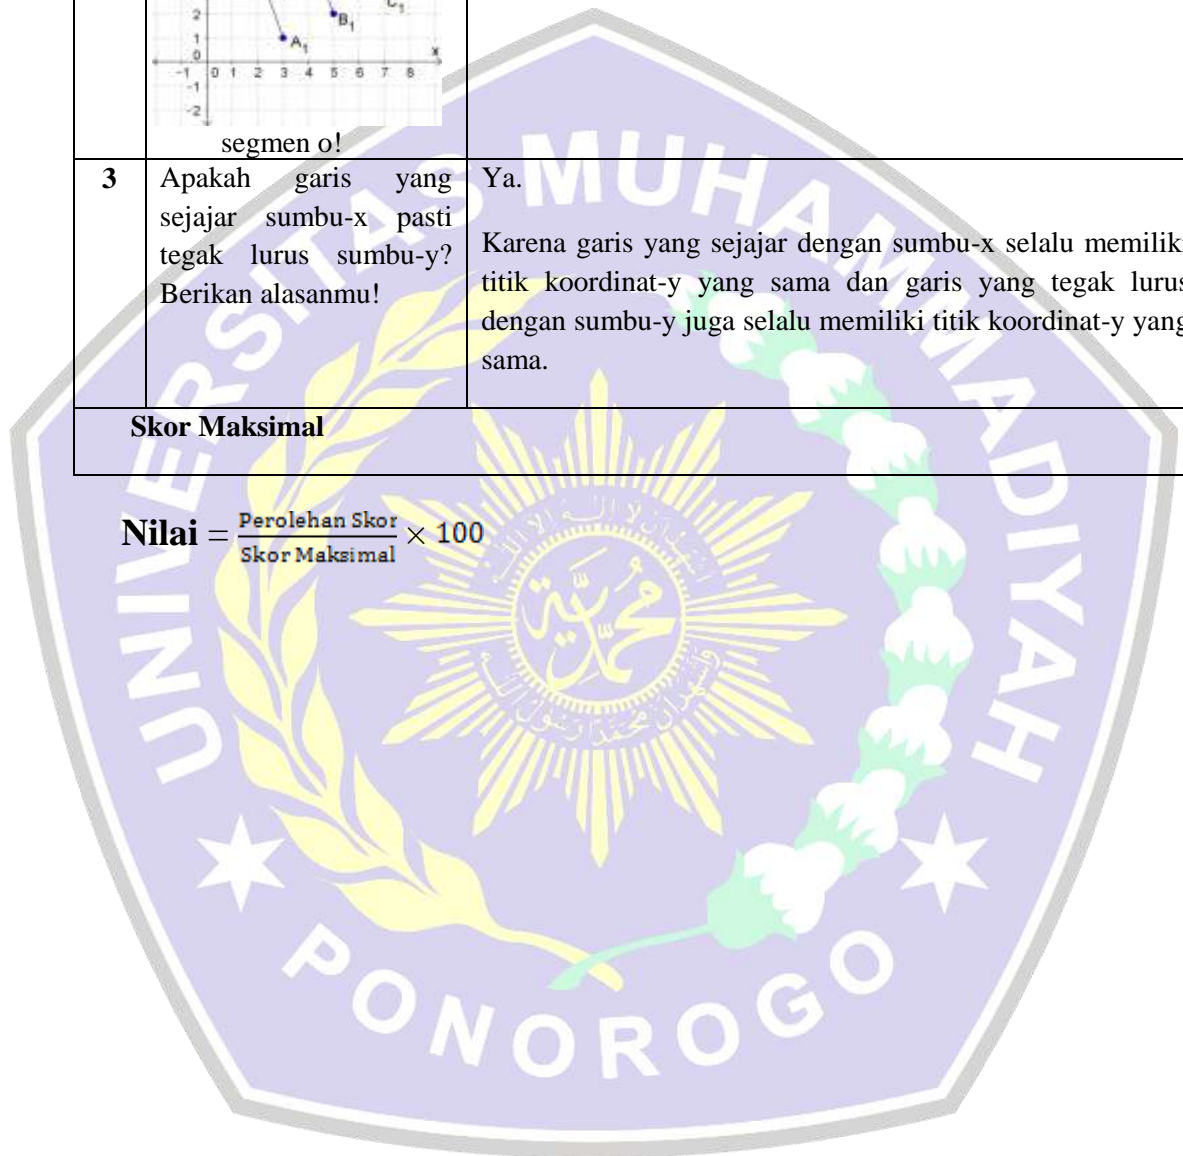 C1
2
B1
1
A1
0
x
-1 0 1 2 3 4 5 6 7 8
-1
-2
segmen o!
3 Apakah garis yang
sejajar sumbu-x pasti
tegak lurus sumbu-y?
Berikan alasanmu!
Ya.
Karena garis yang sejajar dengan sumbu-x selalu memiliki
titik koordinat-y yang sama dan garis yang tegak lurus
dengan sumbu-y juga selalu memiliki titik koordinat-y yang
sama.
Skor Maksimal
Nilai = Perolehan Skor / Skor Maksimal × 100
UNIVERSITAS MUHAMMADIYAH
PONOROGO
محمدية